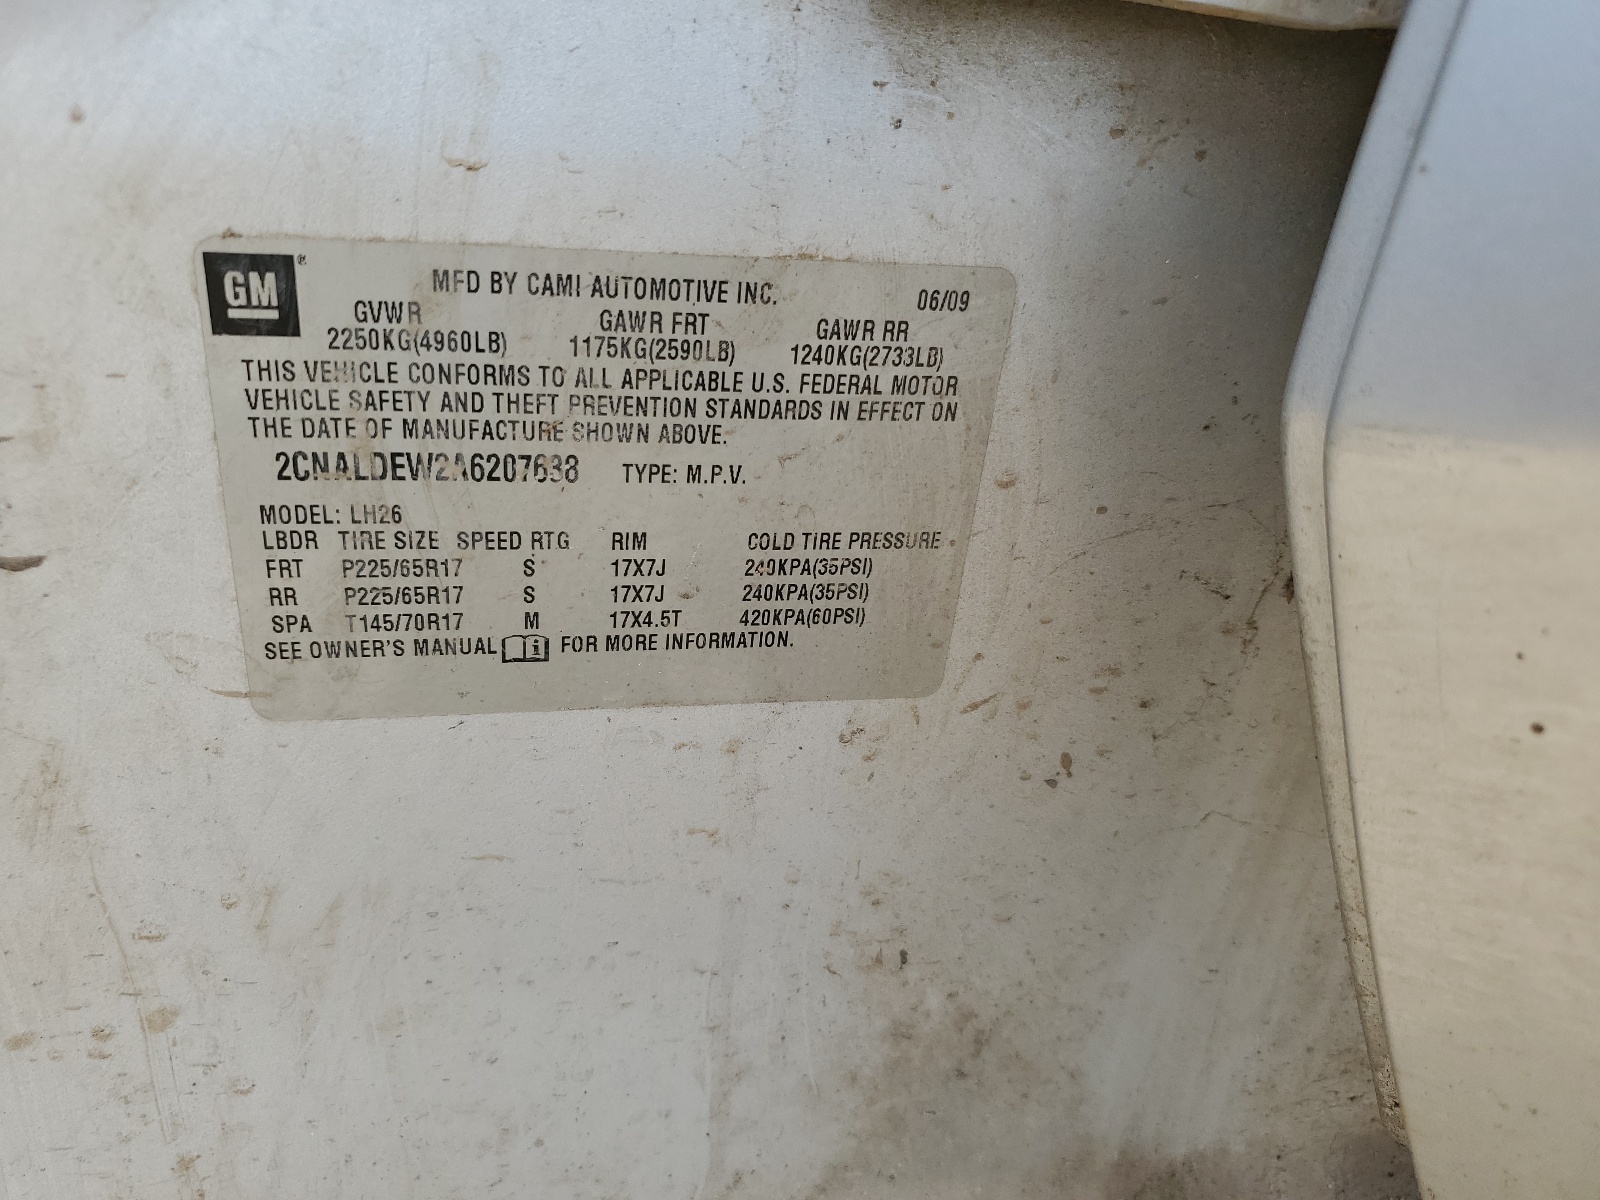 GM®
MFD BY CAMI AUTOMOTIVE INC. 06/09
GVWR GAWR FRT GAWR RR
2250KG(4960LB) 1175KG(2590LB) 1240KG(2733LB)
THIS VEHICLE CONFORMS TO ALL APPLICABLE U.S. FEDERAL MOTOR
VEHICLE SAFETY AND THEFT PREVENTION STANDARDS IN EFFECT ON
THE DATE OF MANUFACTURE SHOWN ABOVE.
2CNALDEW2A6207638 TYPE: M.P.V.
MODEL: LH26
LBDR TIRE SIZE SPEED RTG RIM COLD TIRE PRESSURE
FRT P225/65R17 S 17X7J 240KPA(35PSI)
RR P225/65R17 S 17X7J 240KPA(35PSI)
SPA T145/70R17 M 17X4.5T 420KPA(60PSI)
SEE OWNER'S MANUAL i FOR MORE INFORMATION.